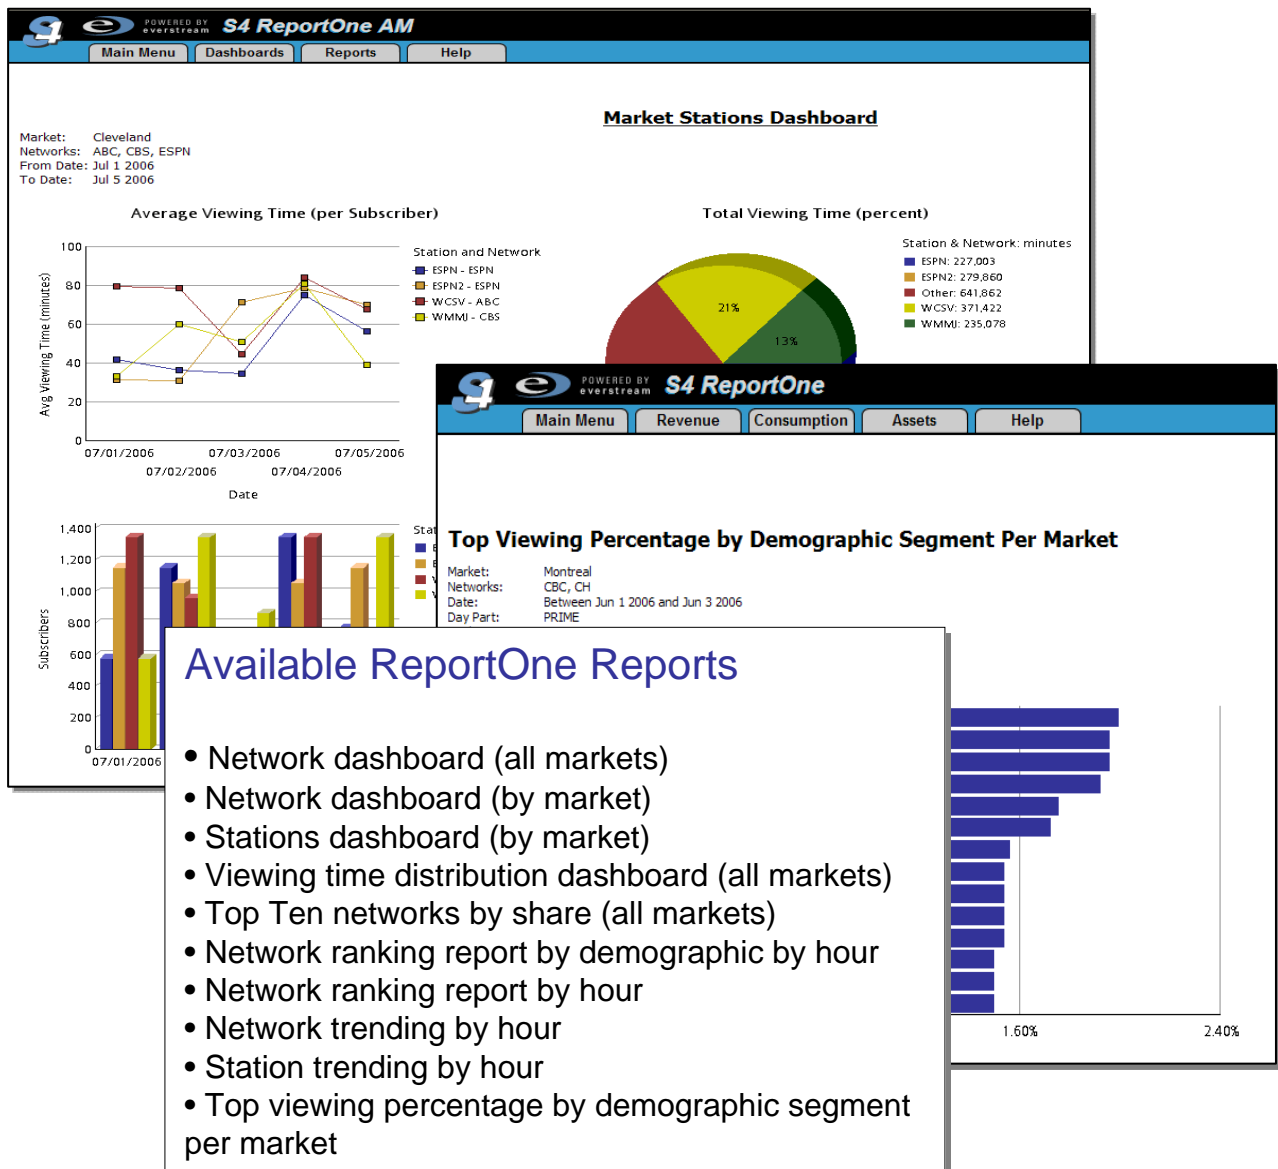 S4 e POWERED BY everstream S4 ReportOne AM
Main Menu Dashboards Reports Help
Market Stations Dashboard
Market: Cleveland
Networks: ABC, CBS, ESPN
From Date: Jul 1 2006
To Date: Jul 5 2006
Average Viewing Time (per Subscriber)
Avg Viewing Time (minutes)
100
80
60
40
20
0
07/01/2006 07/03/2006 07/05/2006
07/02/2006 07/04/2006
Date
Station and Network
ESPN - ESPN
ESPN2 - ESPN
WCSV - ABC
WMMJ - CBS
Total Viewing Time (percent)
21%
13%
Station & Network: minutes
ESPN: 227,003
ESPN2: 279,860
Other: 641,862
WCSV: 371,422
WMMJ: 235,078
Subscribers
1,400
1,200
1,000
800
600
400
200
0
07/01/2006
S4 e POWERED BY everstream S4 ReportOne
Main Menu Revenue Consumption Assets Help
Top Viewing Percentage by Demographic Segment Per Market
Market: Montreal
Networks: CBC, CH
Date: Between Jun 1 2006 and Jun 3 2006
Day Part: PRIME
1.60% 2.40%
Available ReportOne Reports
• Network dashboard (all markets)
• Network dashboard (by market)
• Stations dashboard (by market)
• Viewing time distribution dashboard (all markets)
• Top Ten networks by share (all markets)
• Network ranking report by demographic by hour
• Network ranking report by hour
• Network trending by hour
• Station trending by hour
• Top viewing percentage by demographic segment
per market